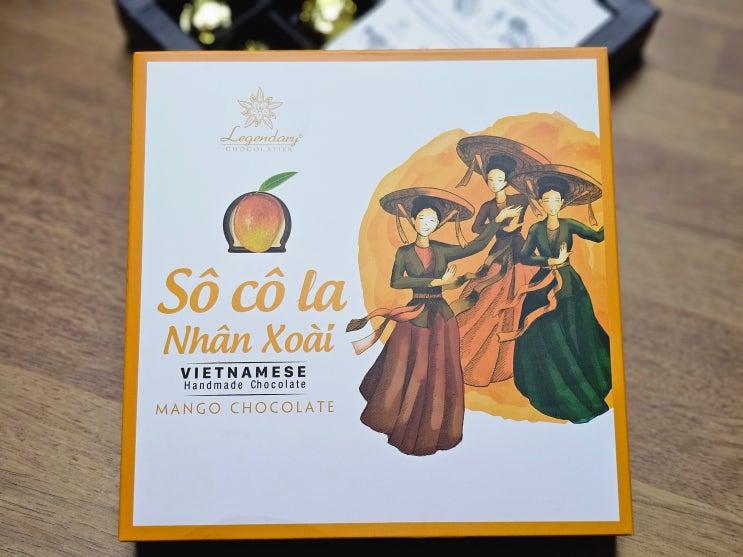 Legendary®
CHOCOLATIER
Sô cô la
Nhân Xoài
VIETNAMESE
Handmade Chocolate
MANGO CHOCOLATE